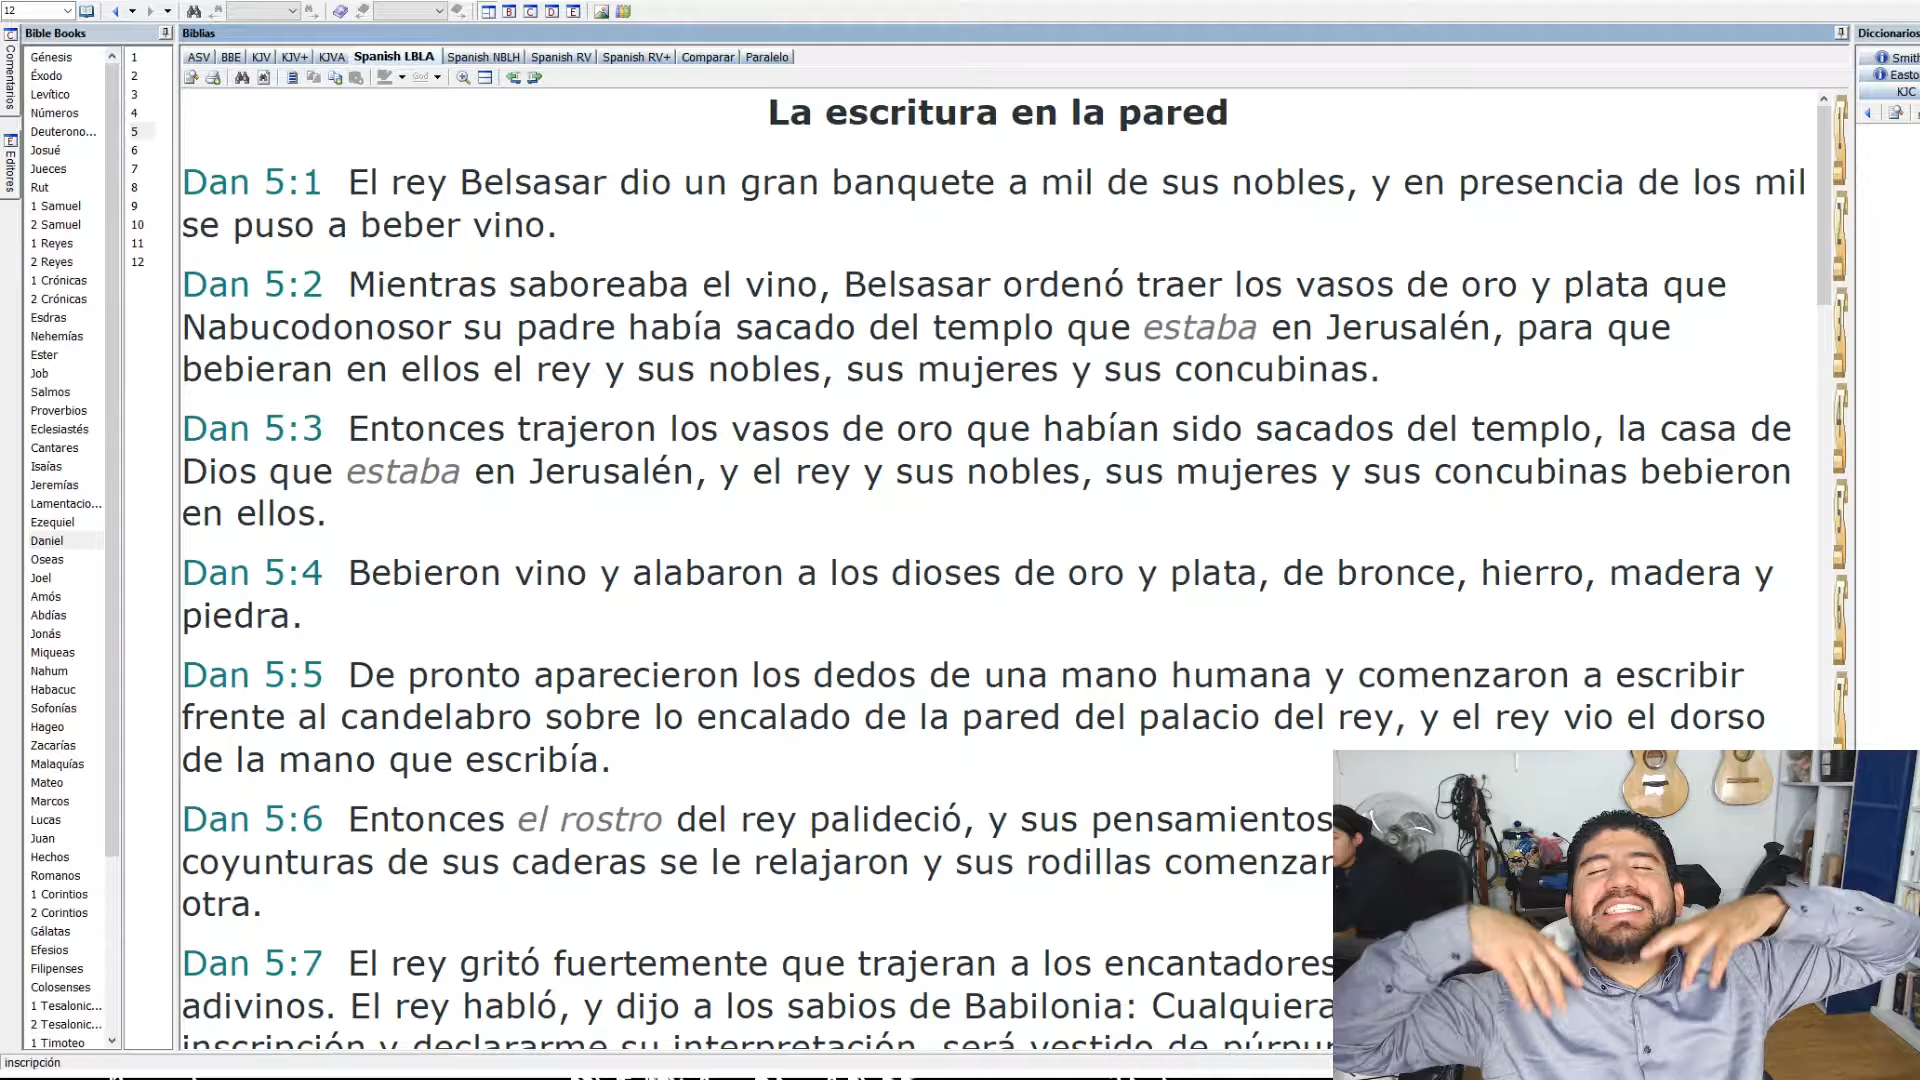 12
Bible Books
Biblias
Diccionarios
Comentarios
Editores
ASV BBE KJV KJV+ KJVA Spanish LBLA Spanish NBLH Spanish RV Spanish RV+ Comparar Paralelo
Smith
Easto
KJC
Génesis
Éxodo
Levítico
Números
Deuterono...
Josué
Jueces
Rut
1 Samuel
2 Samuel
1 Reyes
2 Reyes
1 Crónicas
2 Crónicas
Esdras
Nehemías
Ester
Job
Salmos
Proverbios
Eclesiastés
Cantares
Isaías
Jeremías
Lamentacio...
Ezequiel
Daniel
Oseas
Joel
Amós
Abdías
Jonás
Miqueas
Nahum
Habacuc
Sofonías
Hageo
Zacarías
Malaquías
Mateo
Marcos
Lucas
Juan
Hechos
Romanos
1 Corintios
2 Corintios
Gálatas
Efesios
Filipenses
Colosenses
1 Tesalonic...
2 Tesalonic...
1 Timoteo
1
2
3
4
5
6
7
8
9
10
11
12
La escritura en la pared
Dan 5:1 El rey Belsasar dio un gran banquete a mil de sus nobles, y en presencia de los mil
se puso a beber vino.
Dan 5:2 Mientras saboreaba el vino, Belsasar ordenó traer los vasos de oro y plata que
Nabucodonosor su padre había sacado del templo que estaba en Jerusalén, para que
bebieran en ellos el rey y sus nobles, sus mujeres y sus concubinas.
Dan 5:3 Entonces trajeron los vasos de oro que habían sido sacados del templo, la casa de
Dios que estaba en Jerusalén, y el rey y sus nobles, sus mujeres y sus concubinas bebieron
en ellos.
Dan 5:4 Bebieron vino y alabaron a los dioses de oro y plata, de bronce, hierro, madera y
piedra.
Dan 5:5 De pronto aparecieron los dedos de una mano humana y comenzaron a escribir
frente al candelabro sobre lo encalado de la pared del palacio del rey, y el rey vio el dorso
de la mano que escribía.
Dan 5:6 Entonces el rostro del rey palideció, y sus pensamientos
coyunturas de sus caderas se le relajaron y sus rodillas comenzar
otra.
Dan 5:7 El rey gritó fuertemente que trajeran a los encantadores
adivinos. El rey habló, y dijo a los sabios de Babilonia: Cualquiera
inscripción y declararme su interpretación, será vestido de púrpur
inscripción